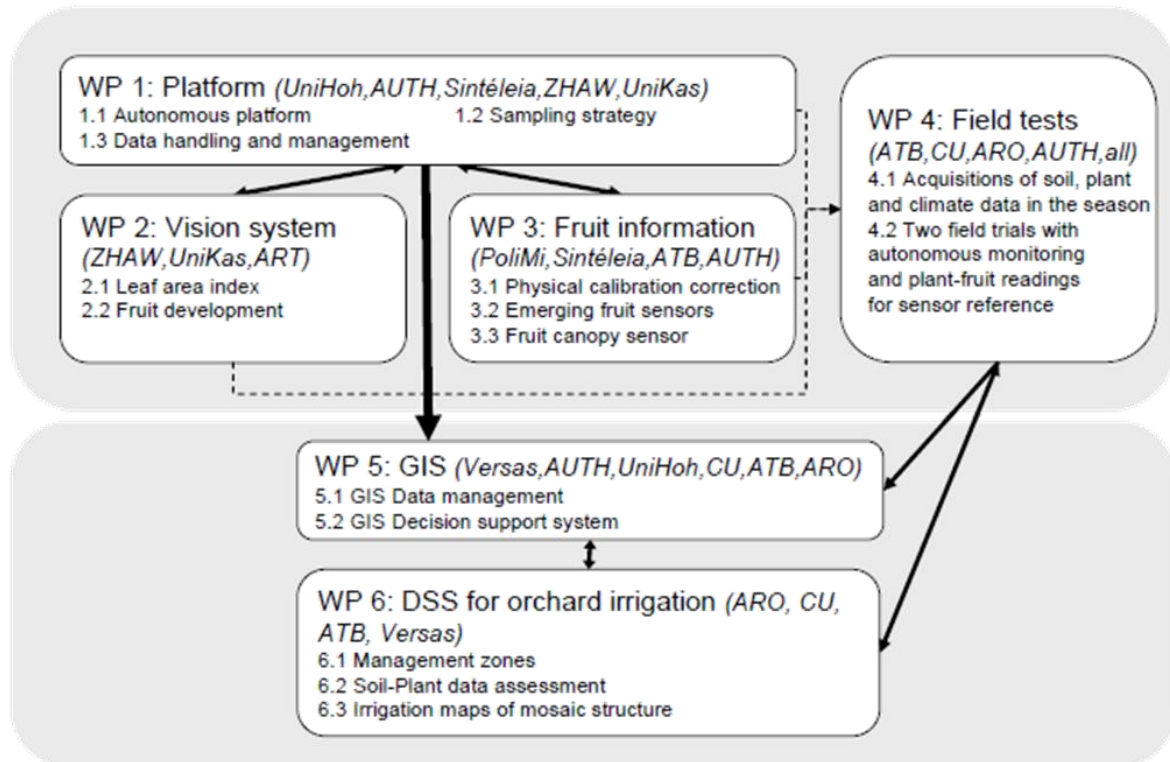 WP 1: Platform (UniHoh,AUTH,Sintéleia,ZHAW,UniKas)
1.1 Autonomous platform
1.2 Sampling strategy
1.3 Data handling and management
WP 2: Vision system
(ZHAW,UniKas,ART)
2.1 Leaf area index
2.2 Fruit development
WP 3: Fruit information
(PoliMi,Sintéleia,ATB,AUTH)
3.1 Physical calibration correction
3.2 Emerging fruit sensors
3.3 Fruit canopy sensor
WP 4: Field tests
(ATB,CU,ARO,AUTH,all)
4.1 Acquisitions of soil, plant
and climate data in the season
4.2 Two field trials with
autonomous monitoring
and plant-fruit readings
for sensor reference
WP 5: GIS (Versas,AUTH,UniHoh,CU,ATB,ARO)
5.1 GIS Data management
5.2 GIS Decision support system
WP 6: DSS for orchard irrigation (ARO, CU,
ATB, Versas)
6.1 Management zones
6.2 Soil-Plant data assessment
6.3 Irrigation maps of mosaic structure